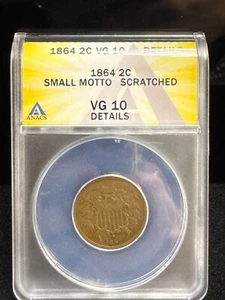 1864 2C VG 10 DETAILS
1864 2C
SMALL MOTTO SCRATCHED
VG 10
DETAILS
ANACS